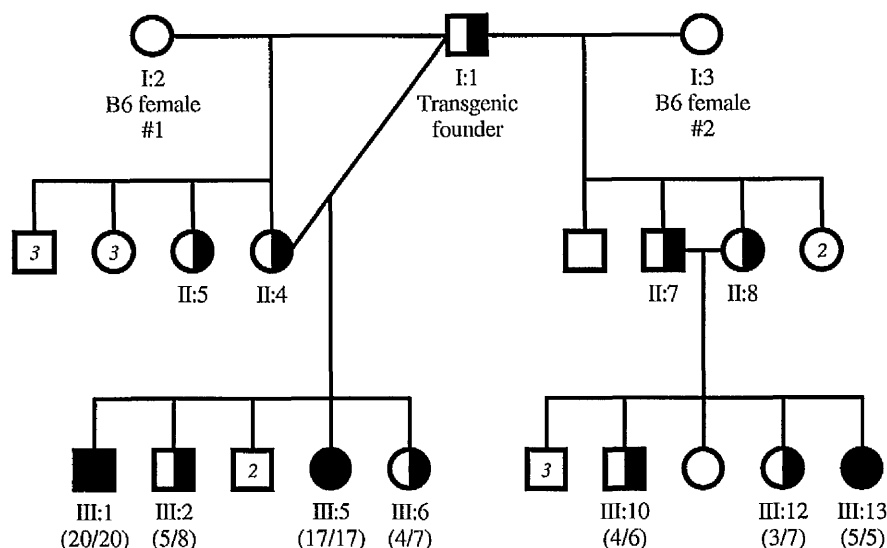 I:2
B6 female
#1
I:1
Transgenic
founder
I:3
B6 female
#2
3
3
II:5
II:4
II:7
II:8
2
2
3
III:1
(20/20)
III:2
(5/8)
III:5
(17/17)
III:6
(4/7)
III:10
(4/6)
III:12
(3/7)
III:13
(5/5)